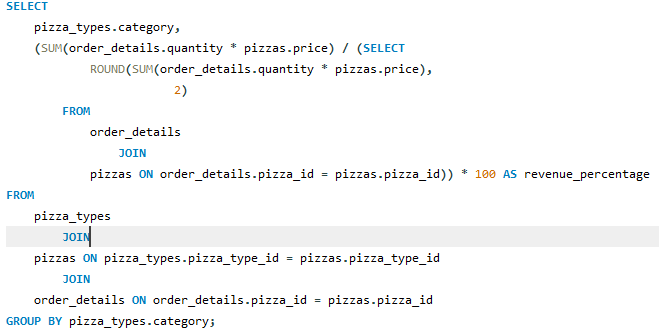 SELECT
    pizza_types.category,
    (SUM(order_details.quantity * pizzas.price) / (SELECT
            ROUND(SUM(order_details.quantity * pizzas.price),
                        2)
        FROM
            order_details
                JOIN
            pizzas ON order_details.pizza_id = pizzas.pizza_id)) * 100 AS revenue_percentage
FROM
    pizza_types
        JOIN
    pizzas ON pizza_types.pizza_type_id = pizzas.pizza_type_id
        JOIN
    order_details ON order_details.pizza_id = pizzas.pizza_id
GROUP BY pizza_types.category;